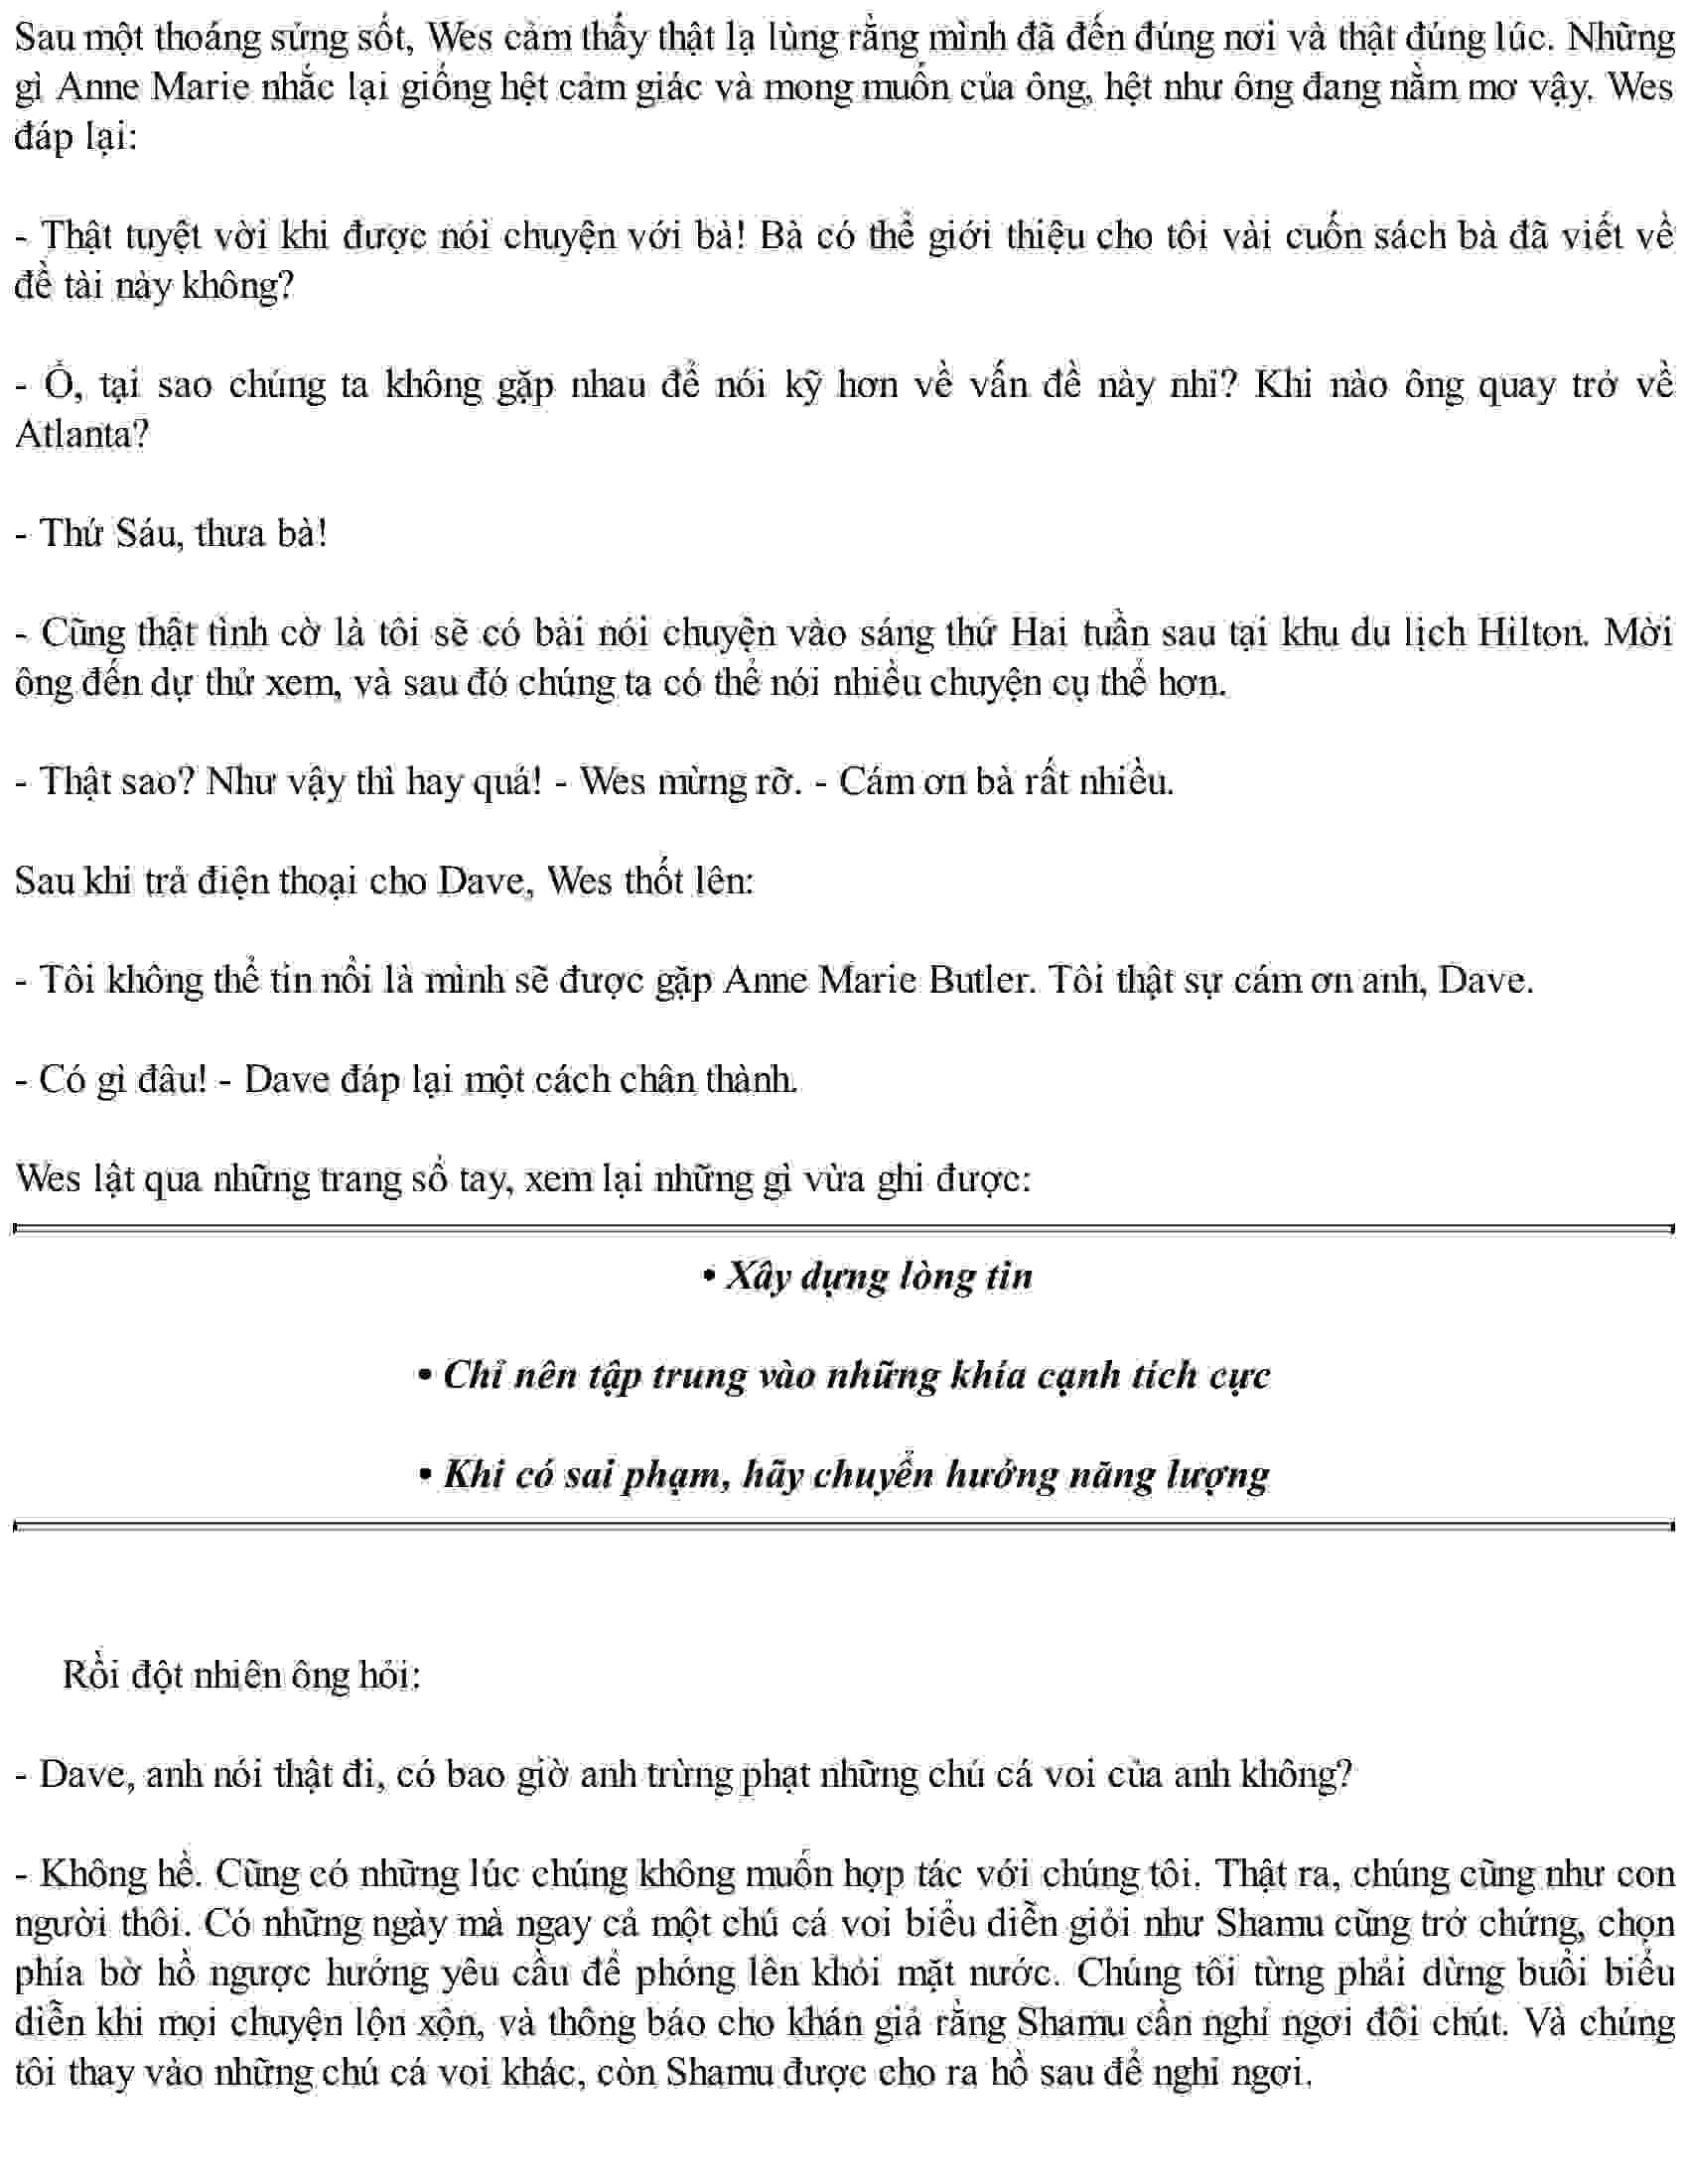 Sau một thoáng sửng sốt, Wes cảm thấy thật lạ lùng rằng mình đã đến đúng nơi và thật đúng lúc. Những
gì Anne Marie nhắc lại giống hệt cảm giác và mong muốn của ông, hệt như ông đang nằm mơ vậy. Wes
đáp lại:
- Thật tuyệt vời khi được nói chuyện với bà! Bà có thể giới thiệu cho tôi vài cuốn sách bà đã viết về
đề tài này không?
- Ồ, tại sao chúng ta không gặp nhau để nói kỹ hơn về vấn đề này nhỉ? Khi nào ông quay trở về
Atlanta?
- Thứ Sáu, thưa bà!
- Cũng thật tình cờ là tôi sẽ có bài nói chuyện vào sáng thứ Hai tuần sau tại khu du lịch Hilton. Mời
ông đến dự thử xem, và sau đó chúng ta có thể nói nhiều chuyện cụ thể hơn.
- Thật sao? Như vậy thì hay quá! - Wes mừng rỡ. - Cám ơn bà rất nhiều.
Sau khi trả điện thoại cho Dave, Wes thốt lên:
- Tôi không thể tin nổi là mình sẽ được gặp Anne Marie Butler. Tôi thật sự cám ơn anh, Dave.
- Có gì đâu! - Dave đáp lại một cách chân thành.
Wes lật qua những trang sổ tay, xem lại những gì vừa ghi được:
• Xây dựng lòng tin
• Chỉ nên tập trung vào những khía cạnh tích cực
• Khi có sai phạm, hãy chuyển hướng năng lượng
Rồi đột nhiên ông hỏi:
- Dave, anh nói thật đi, có bao giờ anh trừng phạt những chú cá voi của anh không?
- Không hề. Cũng có những lúc chúng không muốn hợp tác với chúng tôi. Thật ra, chúng cũng như con
người thôi. Có những ngày mà ngay cả một chú cá voi biểu diễn giỏi như Shamu cũng trở chứng, chọn
phía bờ hồ ngược hướng yêu cầu để phóng lên khỏi mặt nước. Chúng tôi từng phải dừng buổi biểu
diễn khi mọi chuyện lộn xộn, và thông báo cho khán giả rằng Shamu cần nghỉ ngơi đôi chút. Và chúng
tôi thay vào những chú cá voi khác, còn Shamu được cho ra hồ sau để nghỉ ngơi.